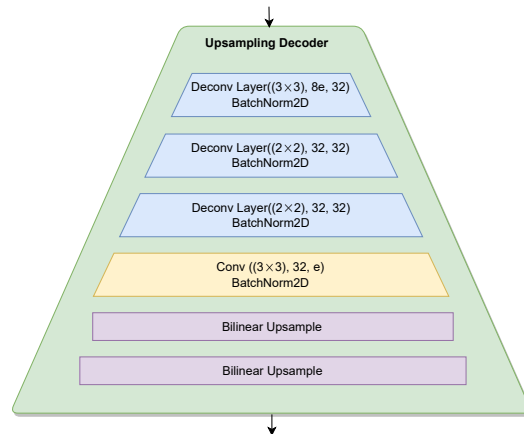 Upsampling Decoder
Deconv Layer((3×3), 8e, 32)
BatchNorm2D
Deconv Layer((2×2), 32, 32)
BatchNorm2D
Deconv Layer((2×2), 32, 32)
BatchNorm2D
Conv ((3×3), 32, e)
BatchNorm2D
Bilinear Upsample
Bilinear Upsample